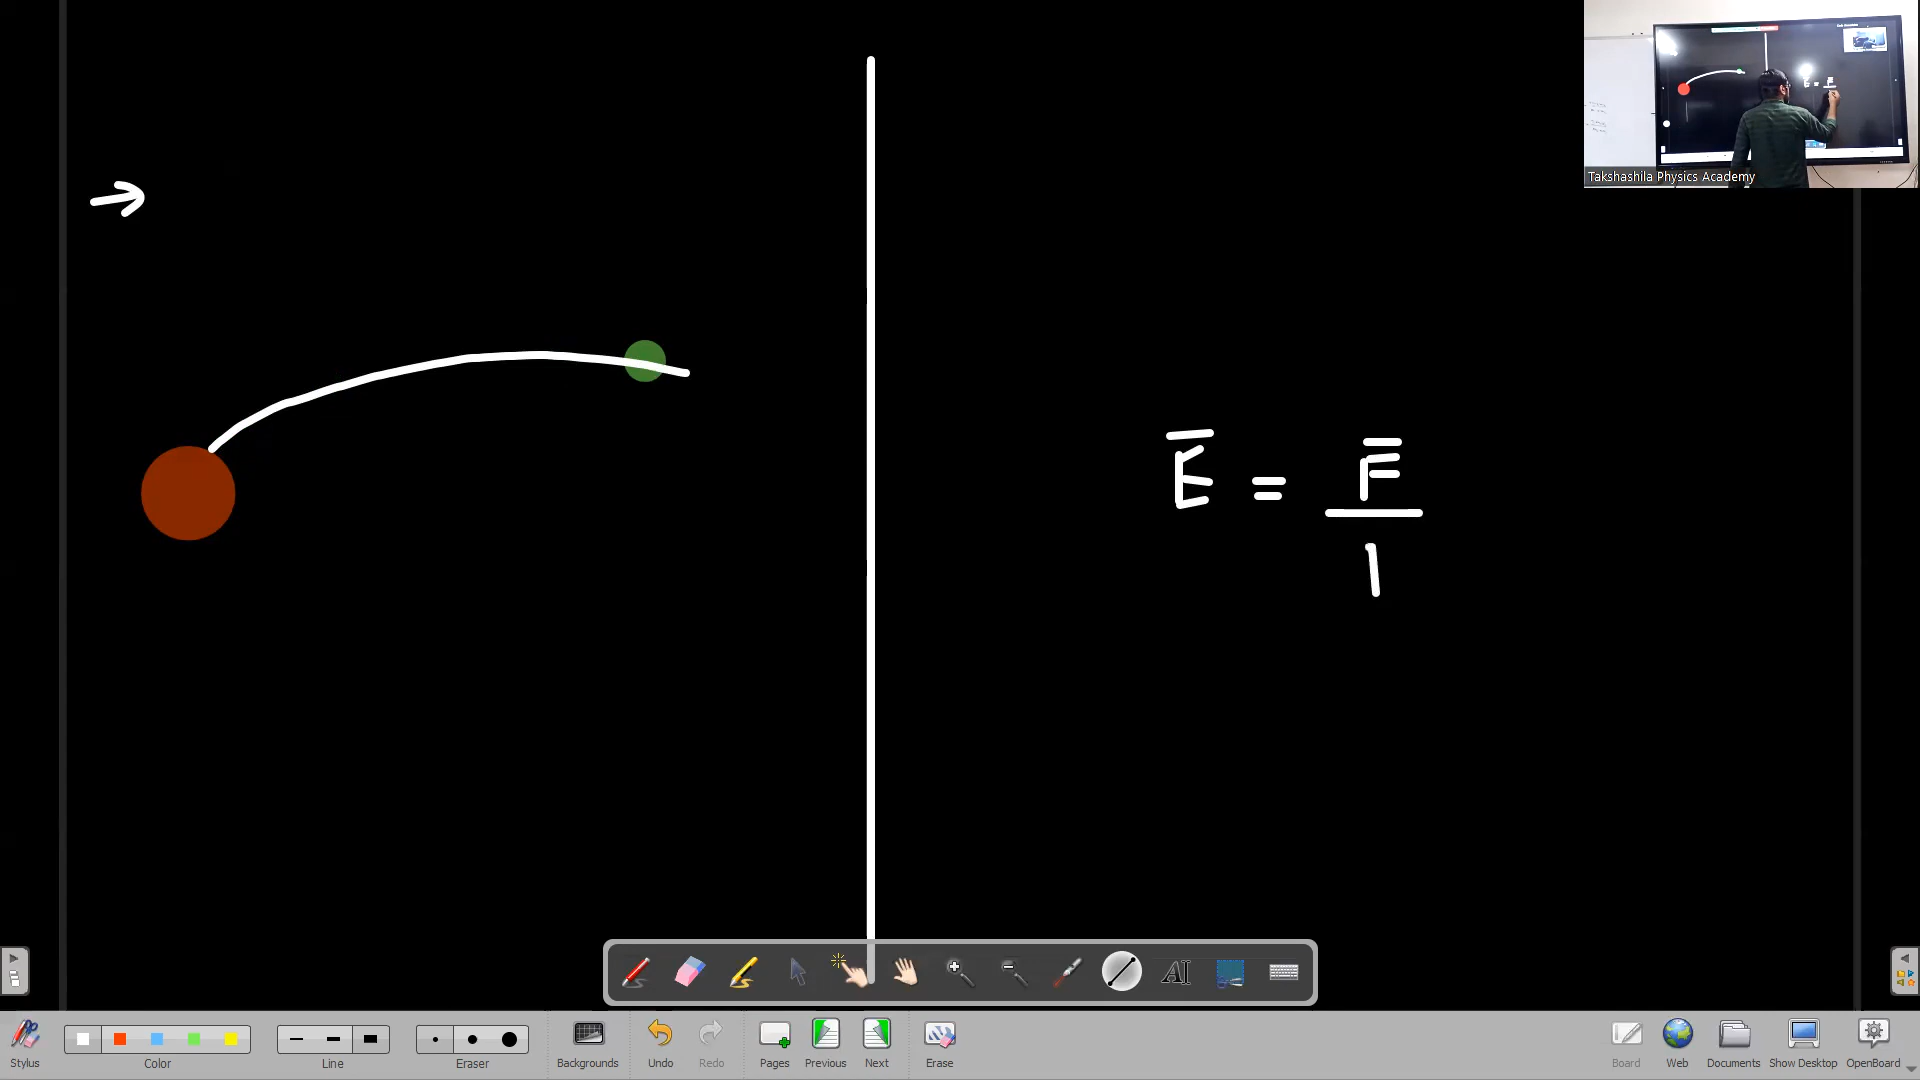 Takshashila Physics Academy
→
E̅ = F̅
1
Stylus
Color
Line
Eraser
Backgrounds
Undo
Redo
Pages
Previous
Next
Erase
Board
Web
Documents
Show Desktop
OpenBoard